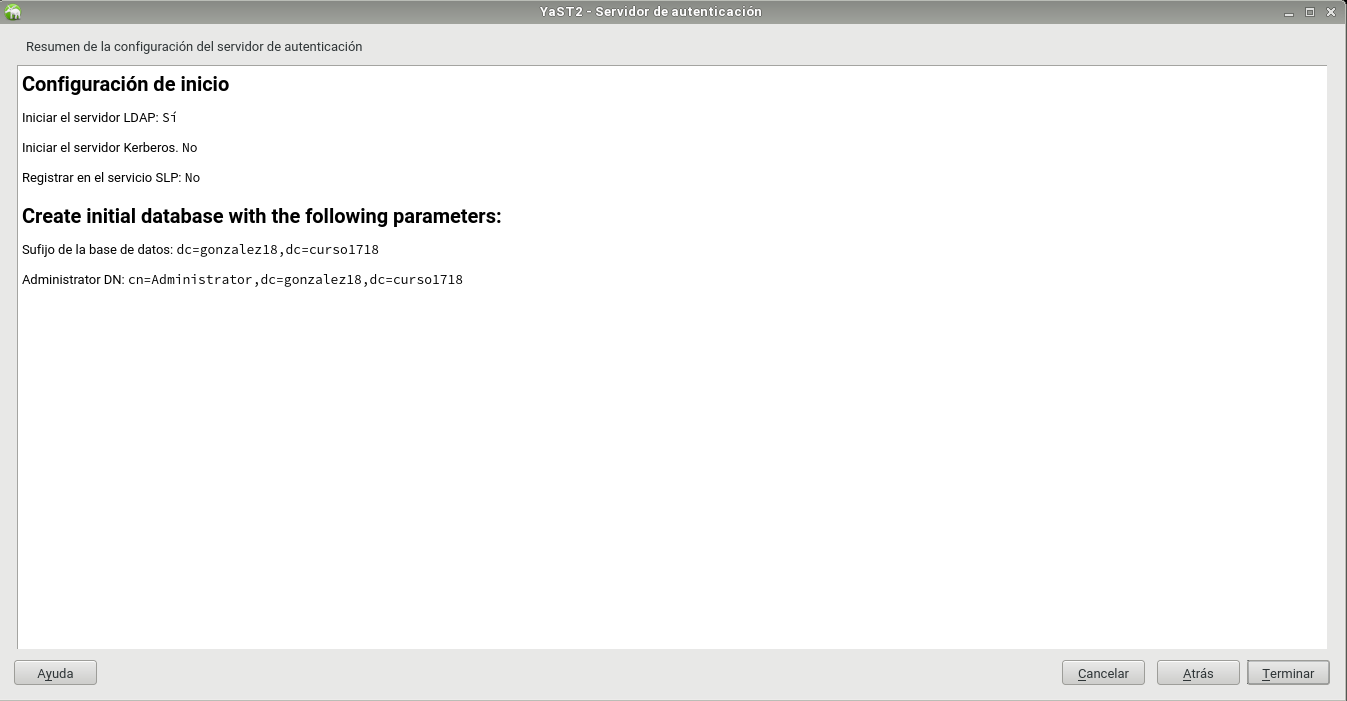 YaST2 - Servidor de autenticación
Resumen de la configuración del servidor de autenticación
Configuración de inicio
Iniciar el servidor LDAP: Sí
Iniciar el servidor Kerberos. No
Registrar en el servicio SLP: No
Create initial database with the following parameters:
Sufijo de la base de datos: dc=gonzalez18,dc=curso1718
Administrator DN: cn=Administrator,dc=gonzalez18,dc=curso1718
Ayuda Cancelar Atrás Terminar